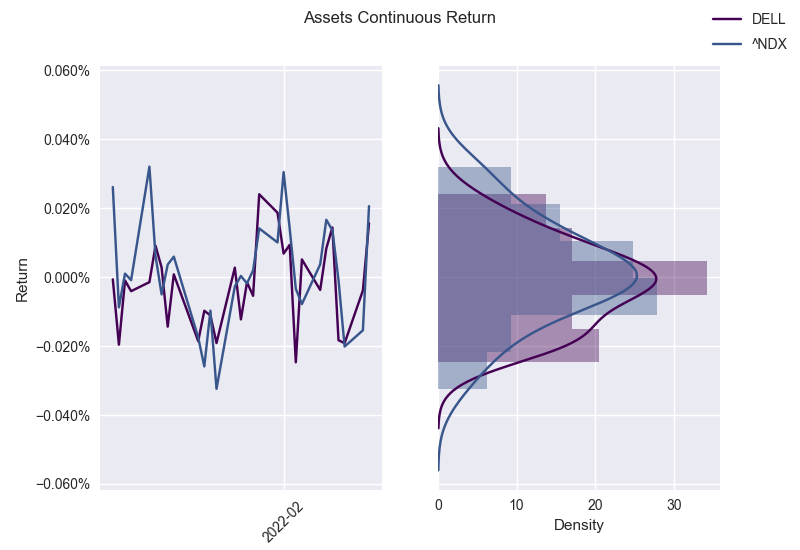 Assets Continuous Return
DELL
^NDX
0.060%
0.040%
0.020%
0.000%
−0.020%
−0.040%
−0.060%
Return
2022-02
0 10 20 30
Density